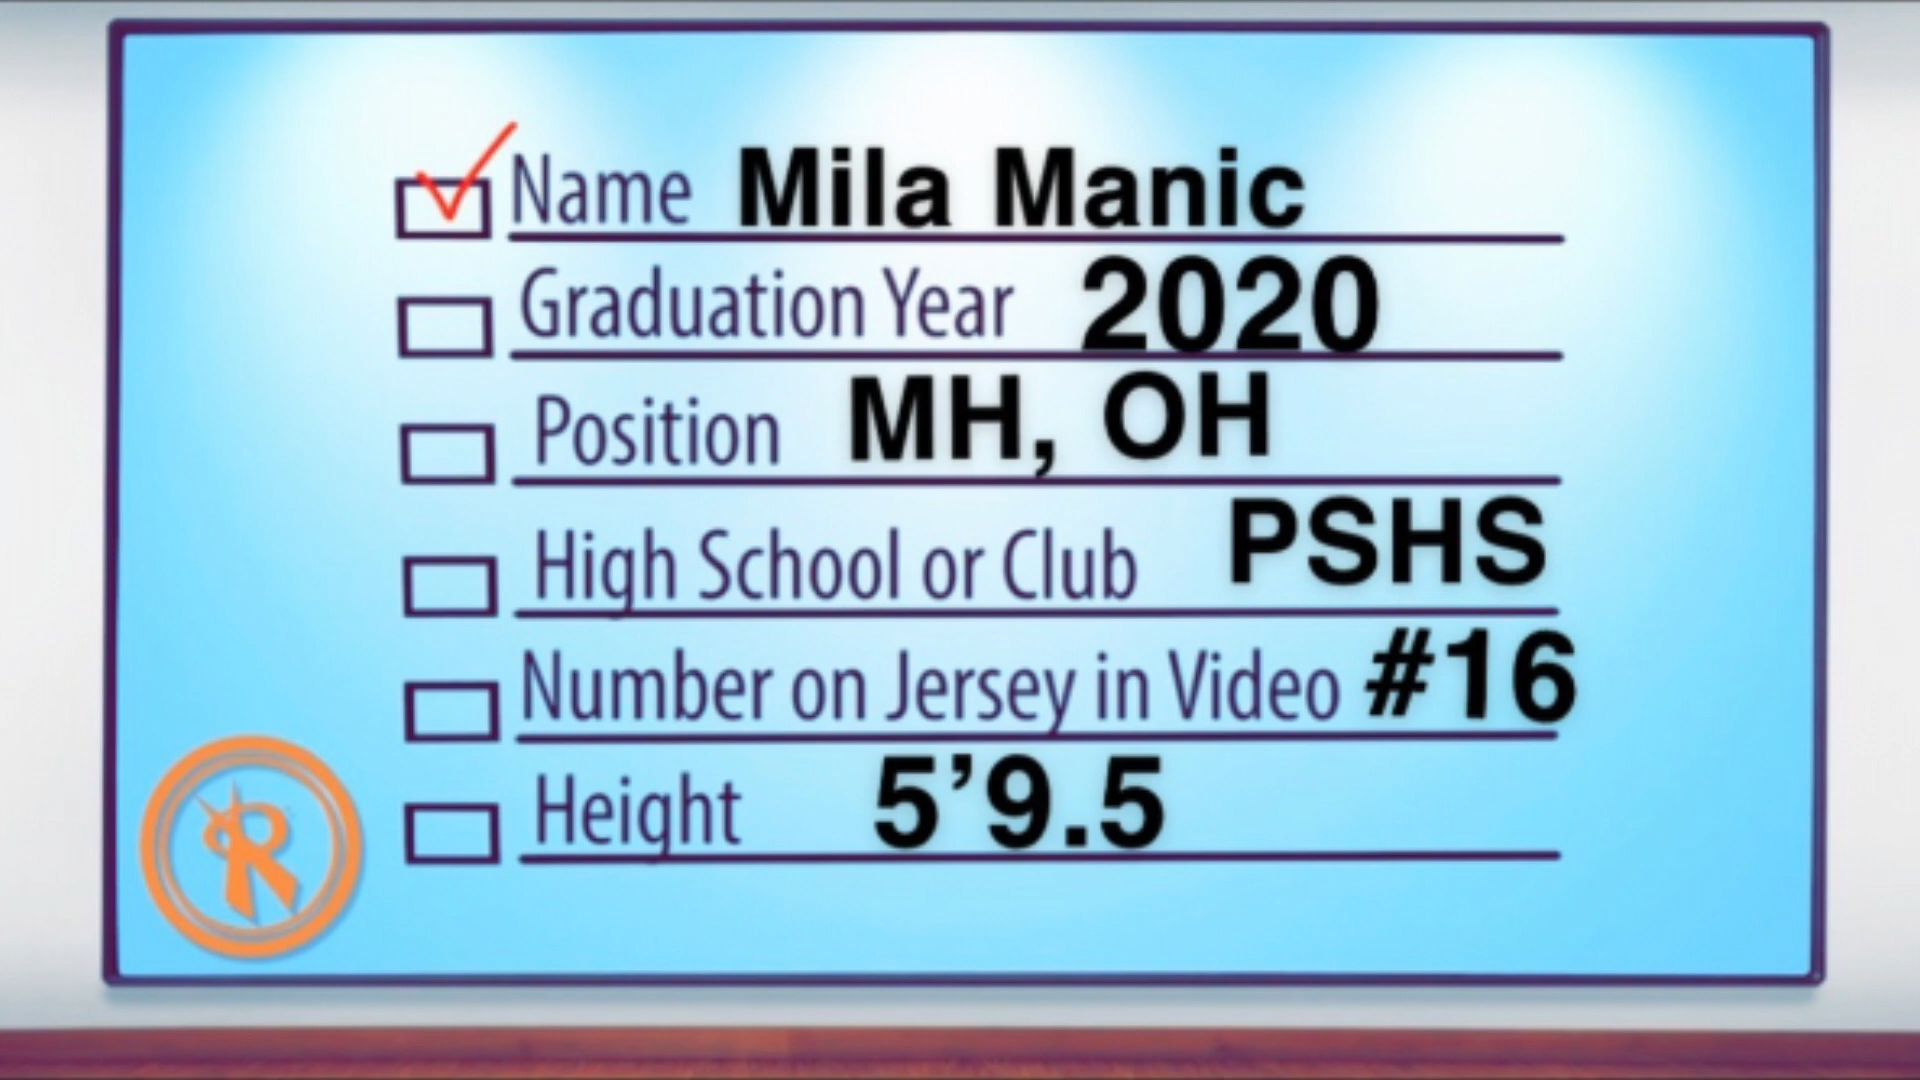 Name Mila Manic
Graduation Year 2020
Position MH, OH
High School or Club PSHS
Number on Jersey in Video #16
Height 5’9.5
R